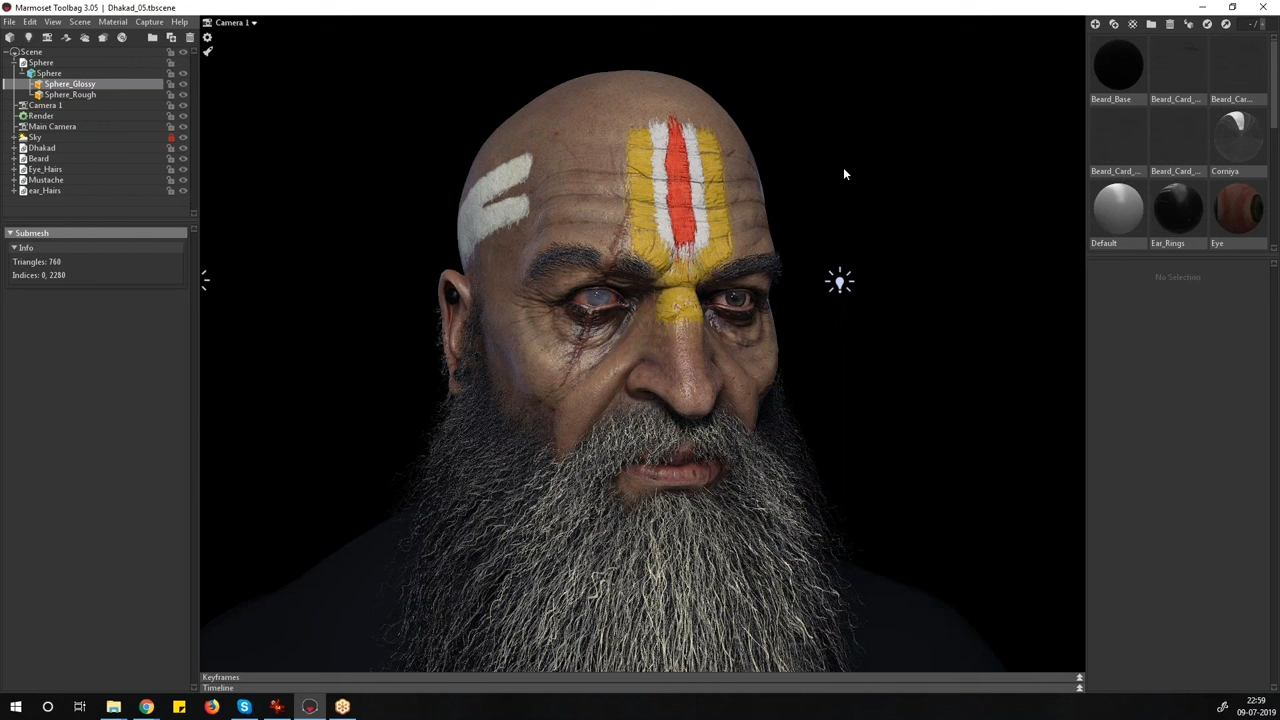 Marmoset Toolbag 3.05 | Dhakad_05.tbscene
File Edit View Scene Material Capture Help
Camera 1
Scene
Sphere
Sphere
Sphere_Glossy
Sphere_Rough
Camera 1
Render
Main Camera
Sky
Dhakad
Beard
Eye_Hairs
Mustache
ear_Hairs
Submesh
Info
Triangles: 760
Indices: 0, 2280
Beard_Base Beard_Card_... Beard_Car...
Beard_Card_... Beard_Card_... Corniya
Default Ear_Rings Eye
No Selection
Keyframes
Timeline
22:59
09-07-2019